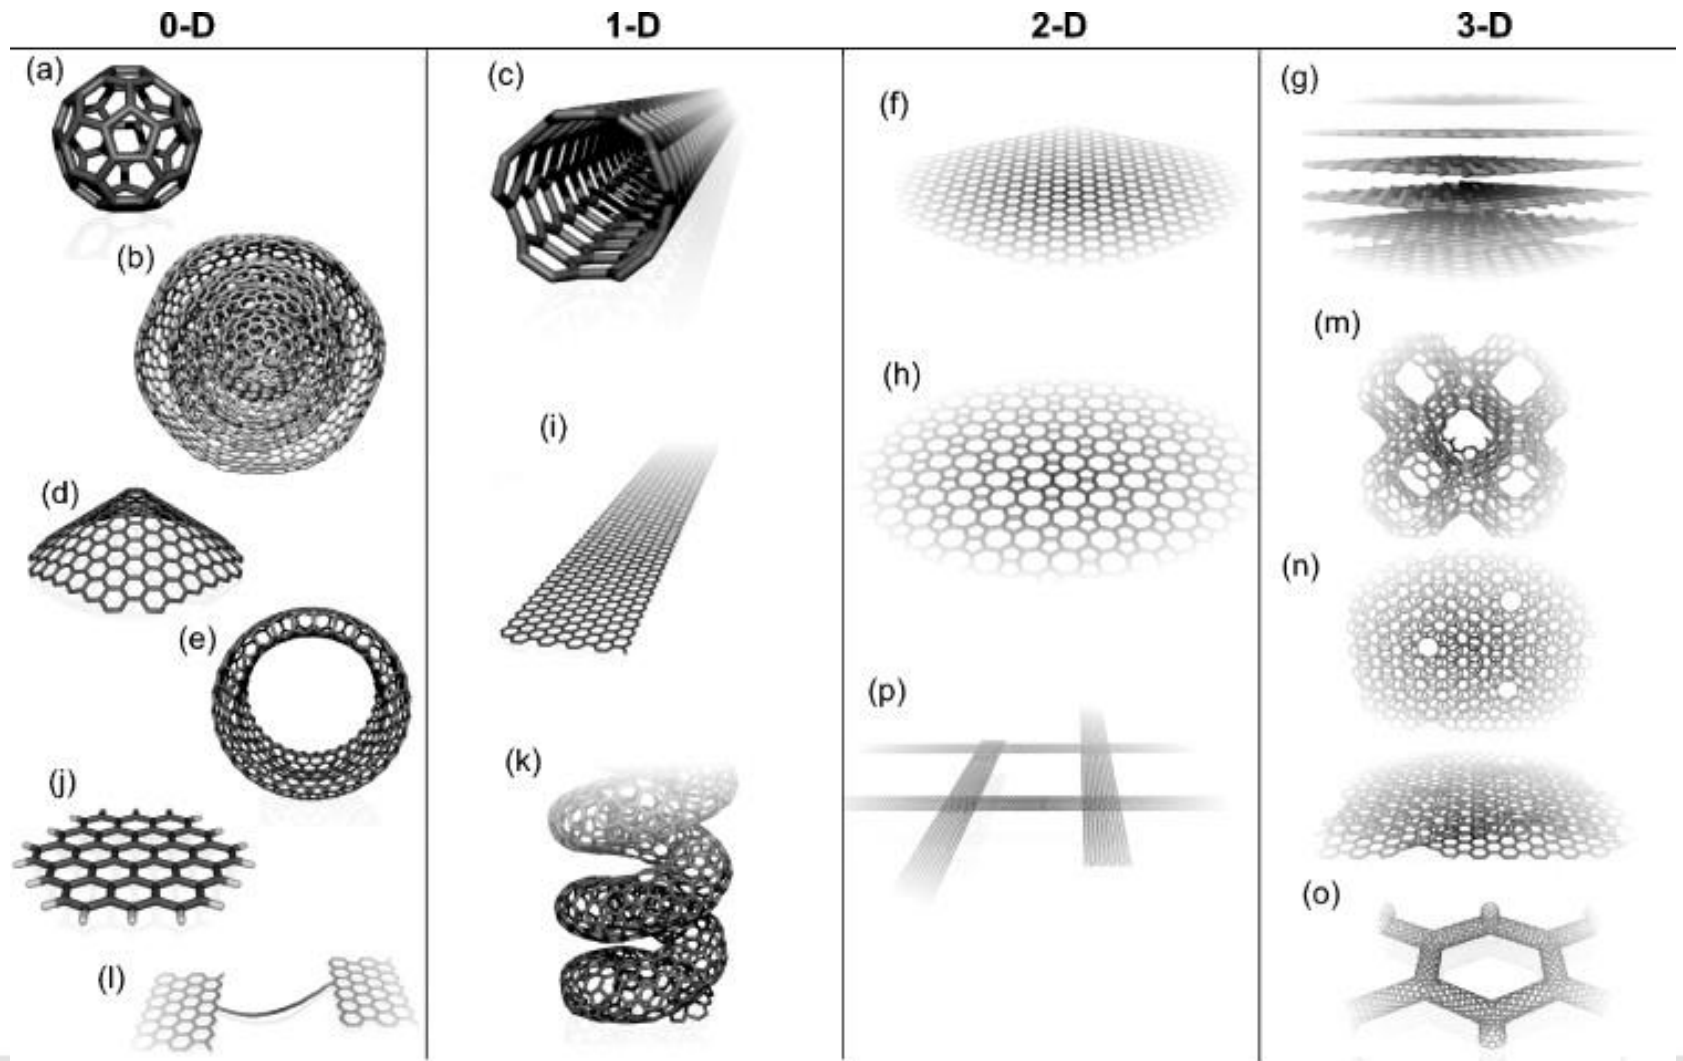 0-D 1-D 2-D 3-D
(a)
(b)
(d)
(e)
(j)
(l)
(c)
(i)
(k)
(f)
(h)
(p)
(g)
(m)
(n)
(o)